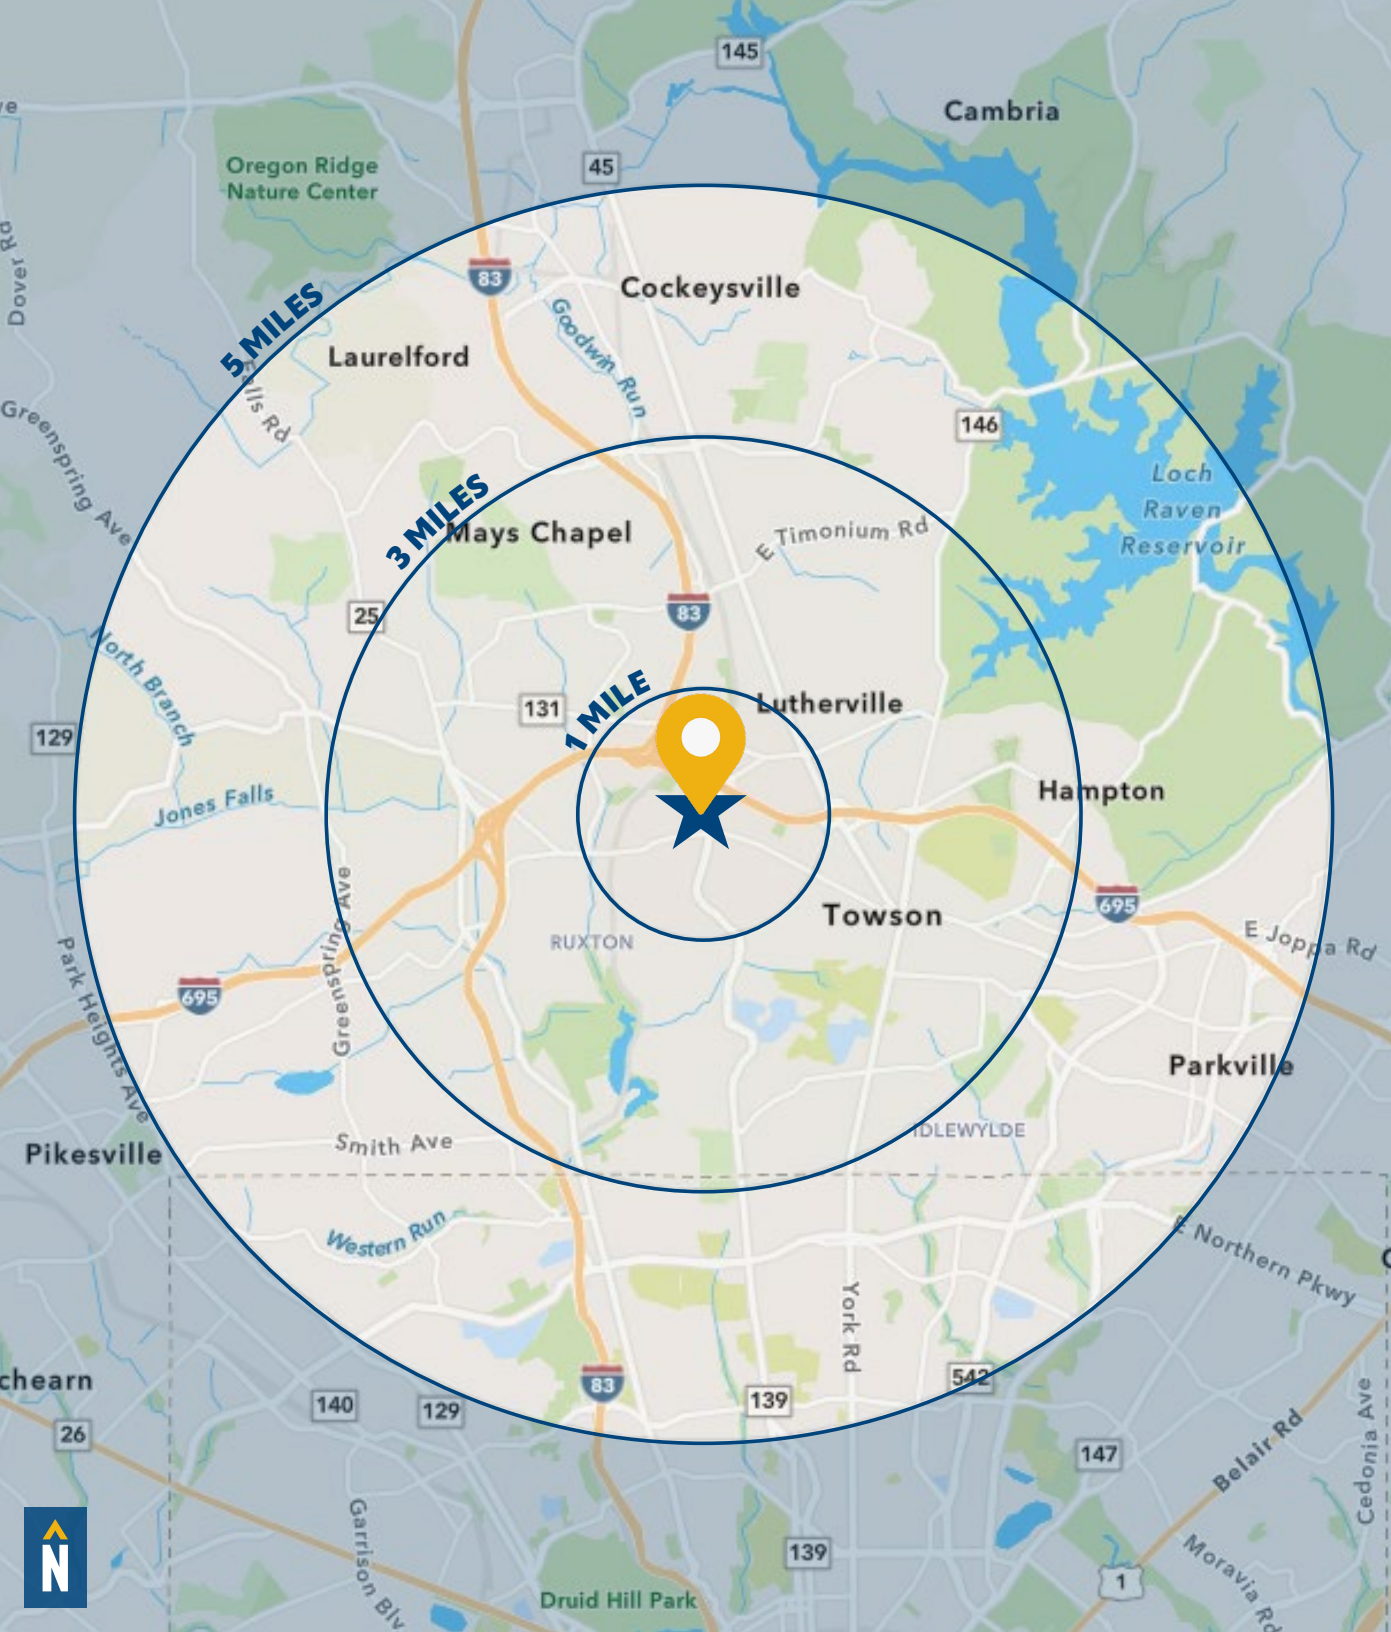 145
Cambria
ve
Oregon Ridge
Nature Center
45
Dover Rd
83
Cockeysville
5 MILES
Goodwin Run
Laurelford
Falls Rd
Greenspring Ave
146
Loch
Raven
Reservoir
3 MILES
Mays Chapel
E Timonium Rd
25
83
North Branch
1 MILE
131
Lutherville
129
Jones Falls
Hampton
Greenspring Ave
695
Towson
E Joppa Rd
RUXTON
Park Heights Ave
695
Parkville
IDLEWYLDE
Smith Ave
Pikesville
Western Run
E Northern Pkwy
C
York Rd
83
542
chearn
139
140
129
26
Cedonia Ave
Belair Rd
147
Garrison Blv
N
139
Moravia Rd
1
Druid Hill Park